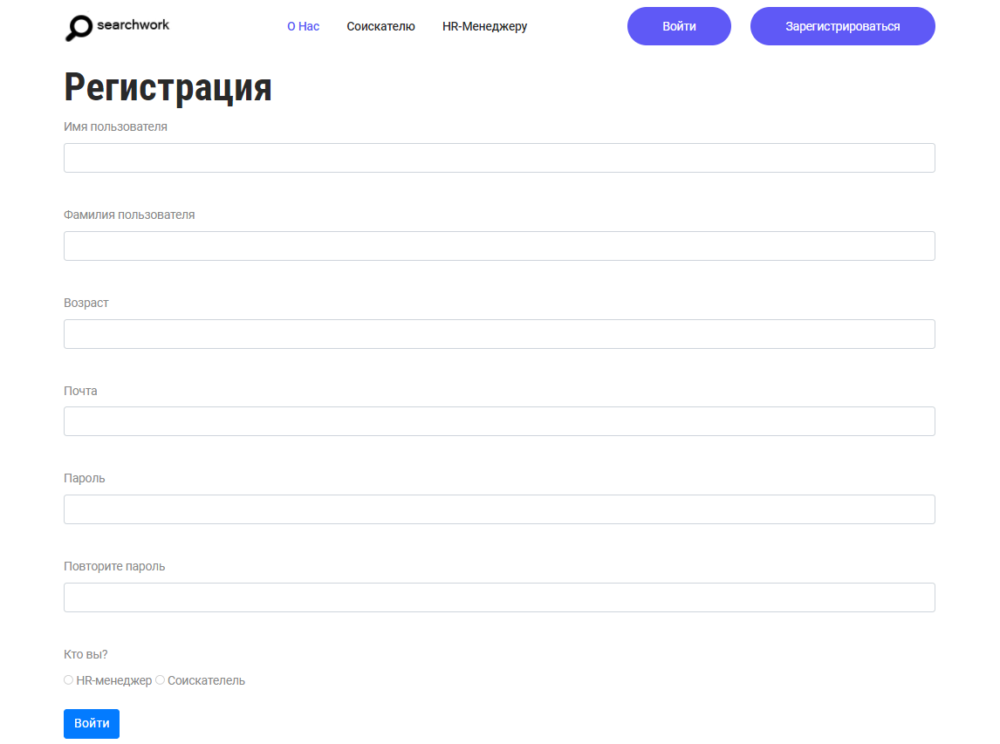 searchwork О Нас Соискателю HR-Менеджеру Войти Зарегистрироваться
Регистрация
Имя пользователя
Фамилия пользователя
Возраст
Почта
Пароль
Повторите пароль
Кто вы?
HR-менеджер Соискателель
Войти